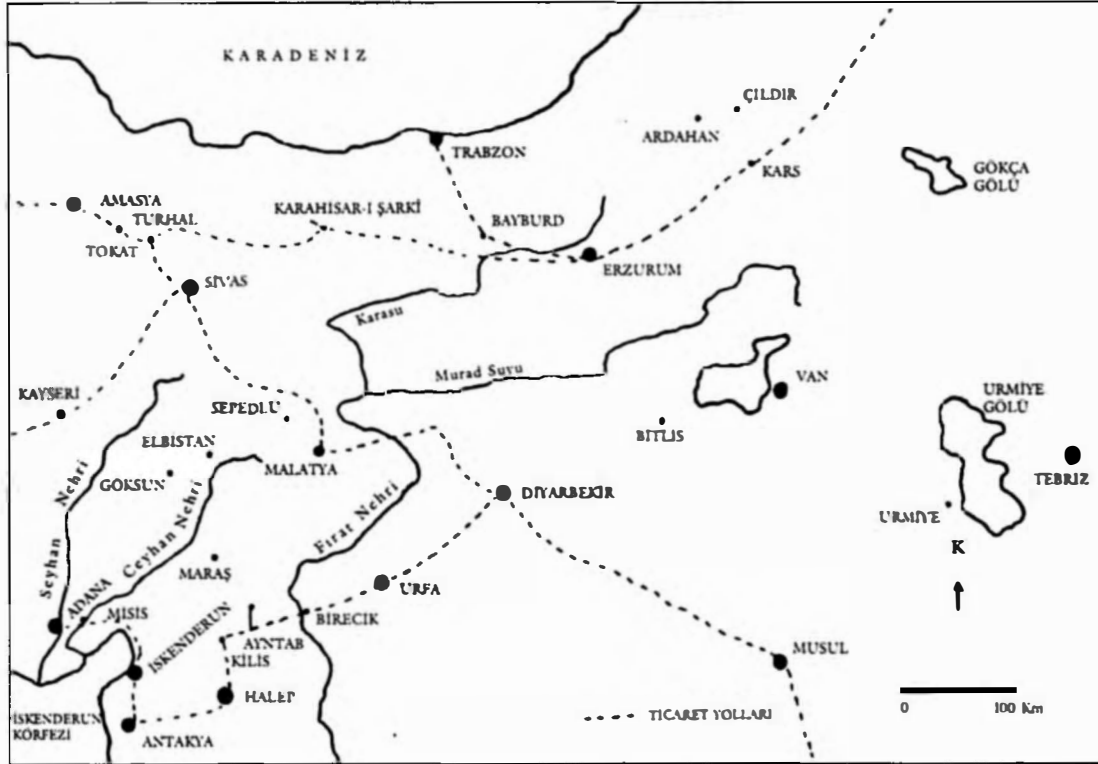 KARADENİZ
ÇILDIR
ARDAHAN
TRABZON
KARS
GÖKÇA
GÖLÜ
AMASYA
TURHAL
TOKAT
KARAHISAR-I ŞARKİ
BAYBURD
ERZURUM
SİVAS
Karasu
Murad Suyu
VAN
KAYSERİ
SEPEDLU
BİTLİS
URMİYE
GÖLÜ
ELBİSTAN
MALATYA
GÖKSUN
DİYARBEKİR
TEBRİZ
URMİYE
Seyhan Nehri
Ceyhan Nehri
Fırat Nehri
K
MARAŞ
URFA
ADANA
MİSİS
İSKENDERUN
BİRECİK
AYNTAB
KİLİS
MUSUL
HALEP
İSKENDERUN
KÖRFEZİ
ANTAKYA
TİCARET YOLLARI
0 100 Km